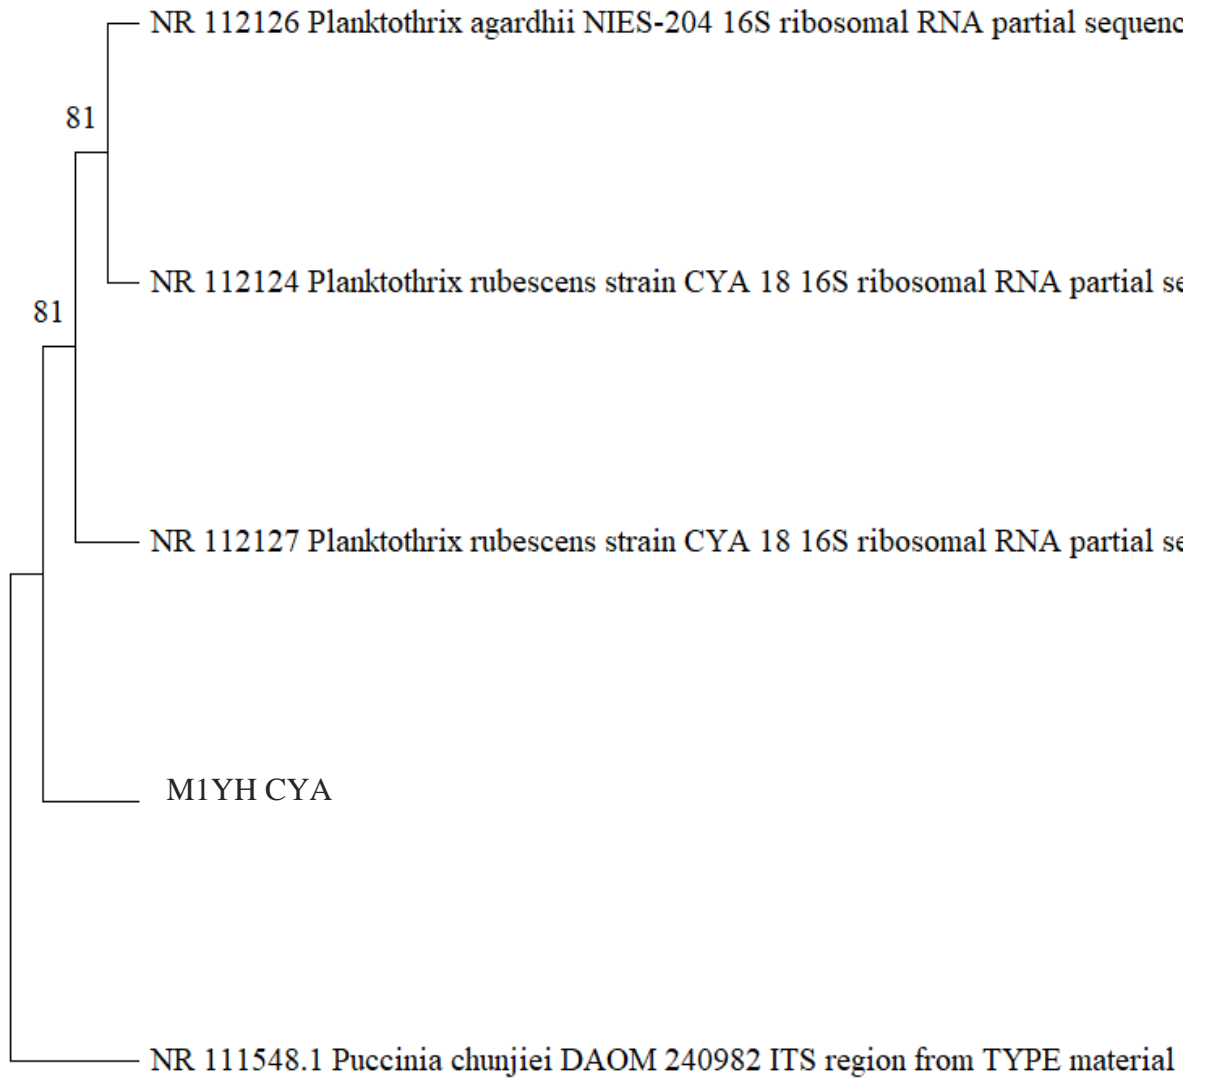 NR 112126 Planktothrix agardhii NIES-204 16S ribosomal RNA partial sequenc
81
NR 112124 Planktothrix rubescens strain CYA 18 16S ribosomal RNA partial se
81
NR 112127 Planktothrix rubescens strain CYA 18 16S ribosomal RNA partial se
M1YH CYA
NR 111548.1 Puccinia chunjiei DAOM 240982 ITS region from TYPE material